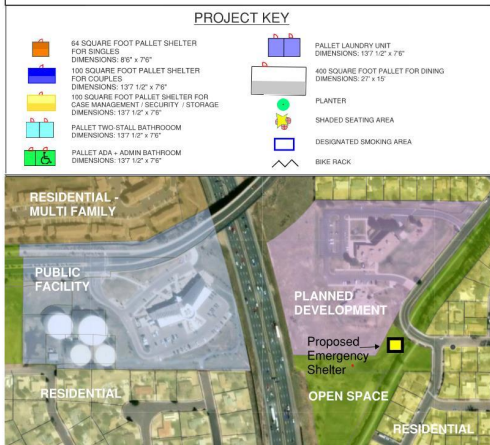 PROJECT KEY
64 SQUARE FOOT PALLET SHELTER
FOR SINGLES
DIMENSIONS: 8'6" x 7'6"
100 SQUARE FOOT PALLET SHELTER
FOR COUPLES
DIMENSIONS: 13'7 1/2" x 7'6"
100 SQUARE FOOT PALLET SHELTER FOR
CASE MANAGEMENT / SECURITY / STORAGE
DIMENSIONS: 13'7 1/2" x 7'6"
PALLET TWO-STALL BATHROOOM
DIMENSIONS: 13'7 1/2" x 7'6"
PALLET ADA + ADMIN BATHROOM
DIMENSIONS: 13'7 1/2" x 7'6"
PALLET LAUNDRY UNIT
DIMENSIONS: 13'7 1/2" x 7'6"
400 SQUARE FOOT PALLET FOR DINING
DIMENSIONS: 27' x 15'
PLANTER
SHADED SEATING AREA
DESIGNATED SMOKING AREA
BIKE RACK
RESIDENTIAL -
MULTI FAMILY
PUBLIC
FACILITY
PLANNED
DEVELOPMENT
Proposed
Emergency
Shelter
RESIDENTIAL
OPEN SPACE
RESIDENTIAL